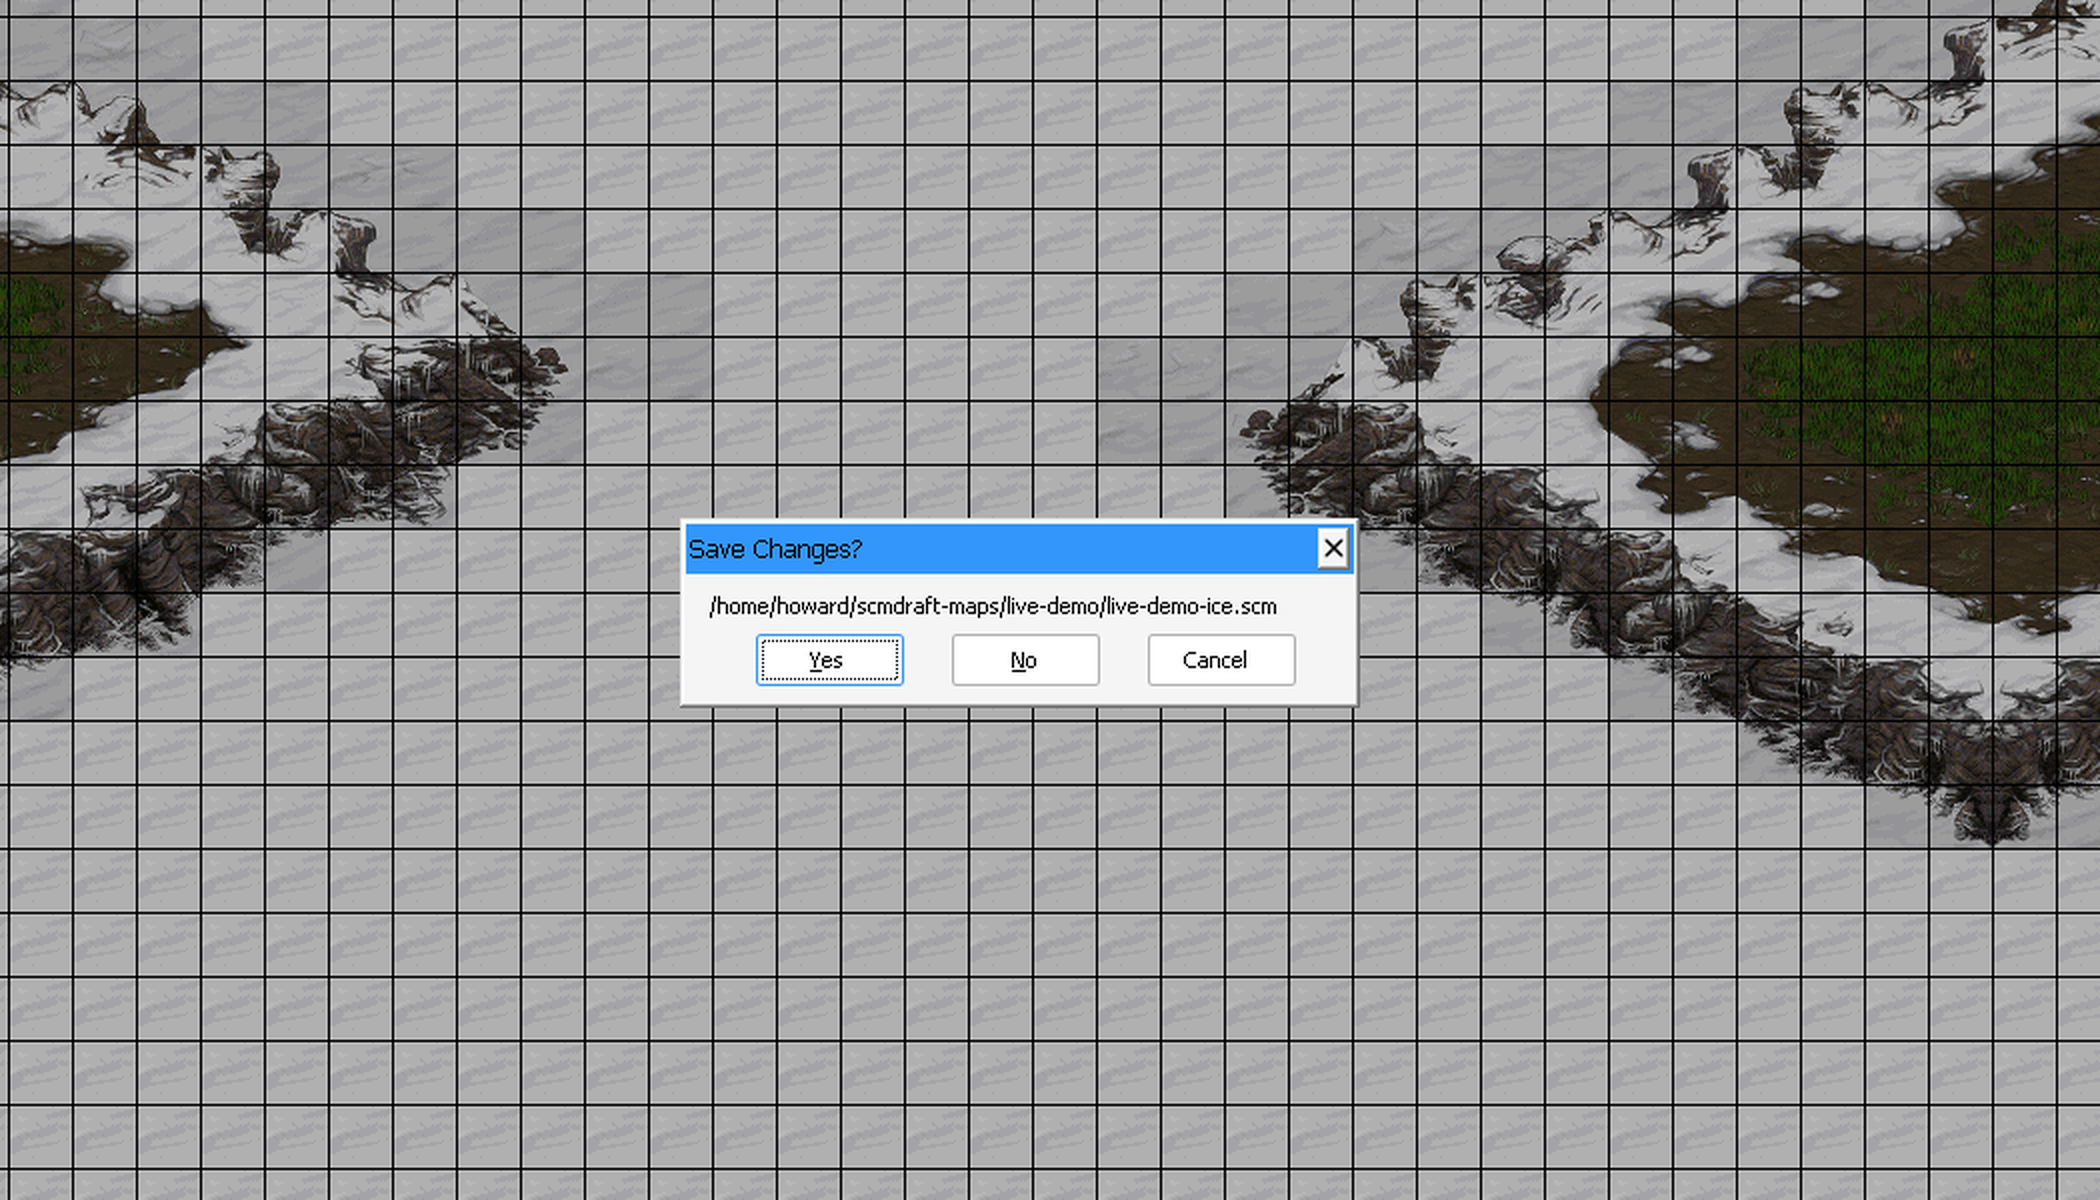 Save Changes?
/home/howard/scmdraft-maps/live-demo/live-demo-ice.scm
Yes
No
Cancel